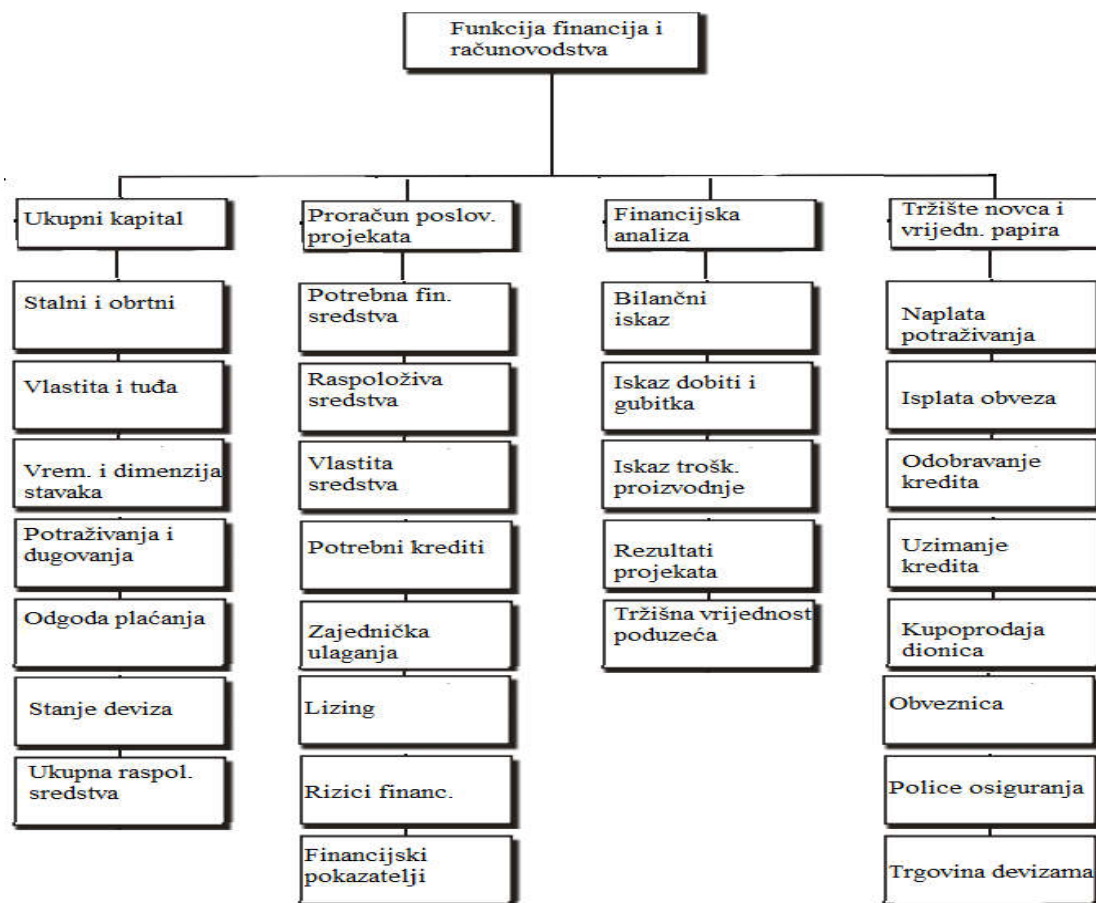 Funkcija financija i
računovodstva
Ukupni kapital
Stalni i obrtni
Vlastita i tuđa
Vrem. i dimenzija
stavaka
Potraživanja i
dugovanja
Odgoda plaćanja
Stanje deviza
Ukupna raspol.
sredstva
Proračun poslov.
projekata
Potrebna fin.
sredstva
Raspoloživa
sredstva
Vlastita
sredstva
Potrebni krediti
Zajednička
ulaganja
Lizing
Rizici financ.
Financijski
pokazatelji
Financijska
analiza
Bilančni
iskaz
Iskaz dobiti i
gubitka
Iskaz trošk.
proizvodnje
Rezultati
projekata
Tržišna vrijednost
poduzeća
Tržište novca i
vrijedn. papira
Naplata
potraživanja
Isplata obveza
Odobravanje
kredita
Uzimanje
kredita
Kupoprodaja
dionica
Obveznica
Police osiguranja
Trgovina devizama